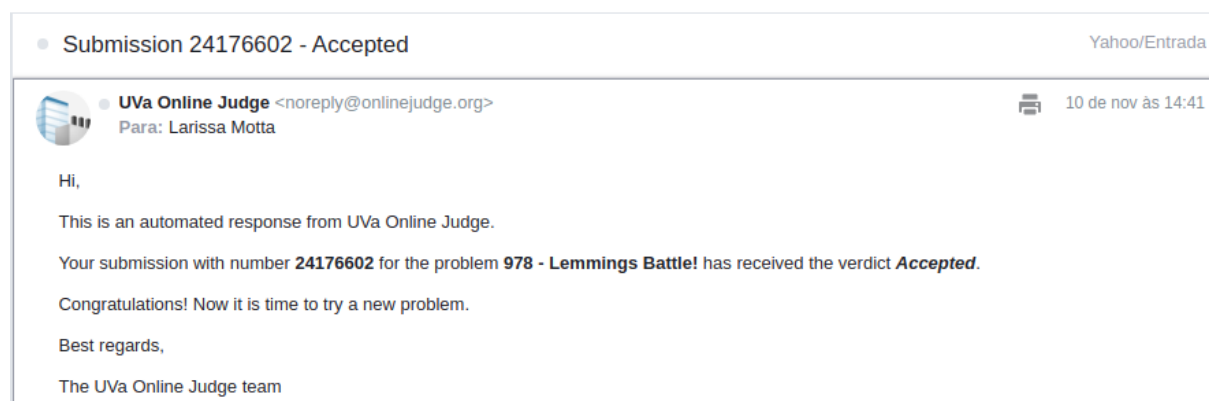 Submission 24176602 - Accepted Yahoo/Entrada
UVa Online Judge <noreply@onlinejudge.org> 10 de nov às 14:41
Para: Larissa Motta
Hi,
This is an automated response from UVa Online Judge.
Your submission with number 24176602 for the problem 978 - Lemmings Battle! has received the verdict Accepted.
Congratulations! Now it is time to try a new problem.
Best regards,
The UVa Online Judge team